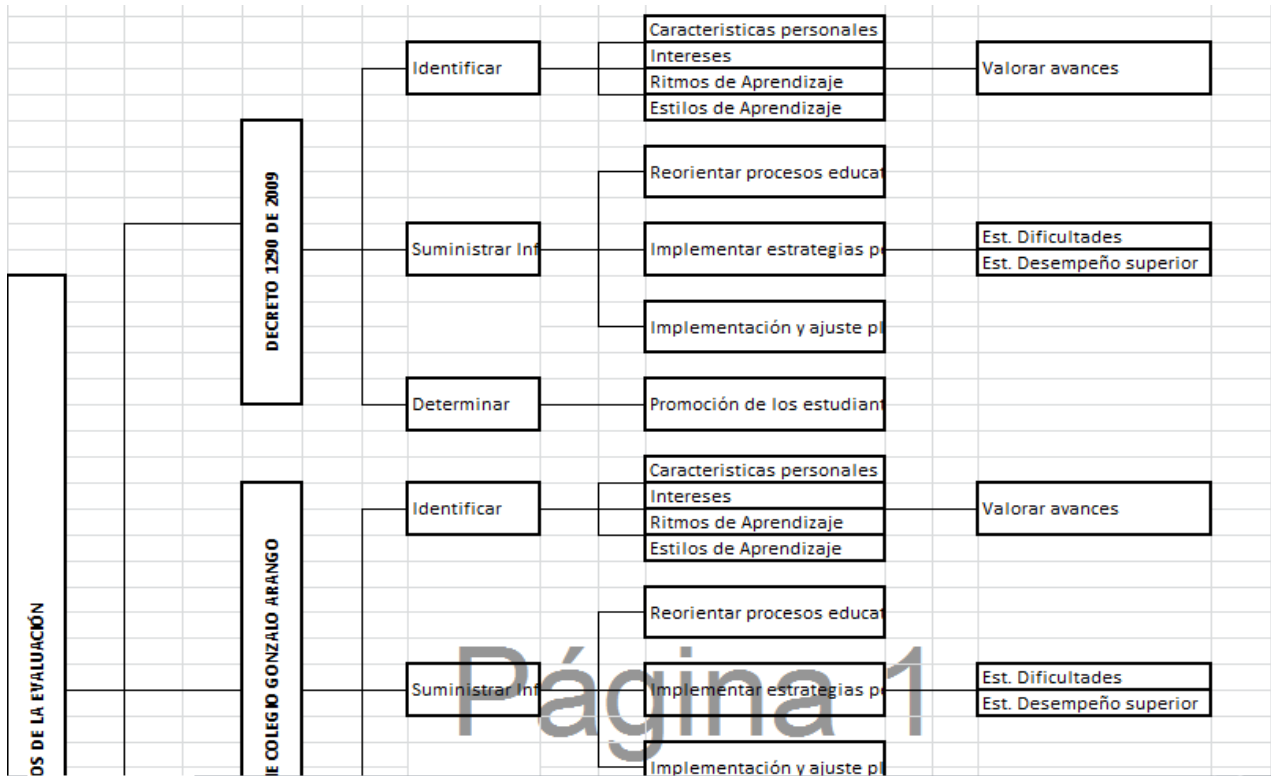 Caracteristicas personales
Identificar
Intereses
Valorar avances
Ritmos de Aprendizaje
Estilos de Aprendizaje
DECRETO 1290 DE 2009
Reorientar procesos educat
Suministrar Inf
Implementar estrategias p
Est. Dificultades
Est. Desempeño superior
Implementación y ajuste pl
Determinar
Promoción de los estudiant
OS DE LA EVALUACIÓN
E COLEGIO GONZALO ARANGO
Caracteristicas personales
Identificar
Intereses
Valorar avances
Ritmos de Aprendizaje
Estilos de Aprendizaje
Reorientar procesos educat
Suministrar Inf
Implementar estrategias p
Est. Dificultades
Est. Desempeño superior
Implementación y ajuste pl
Página 1